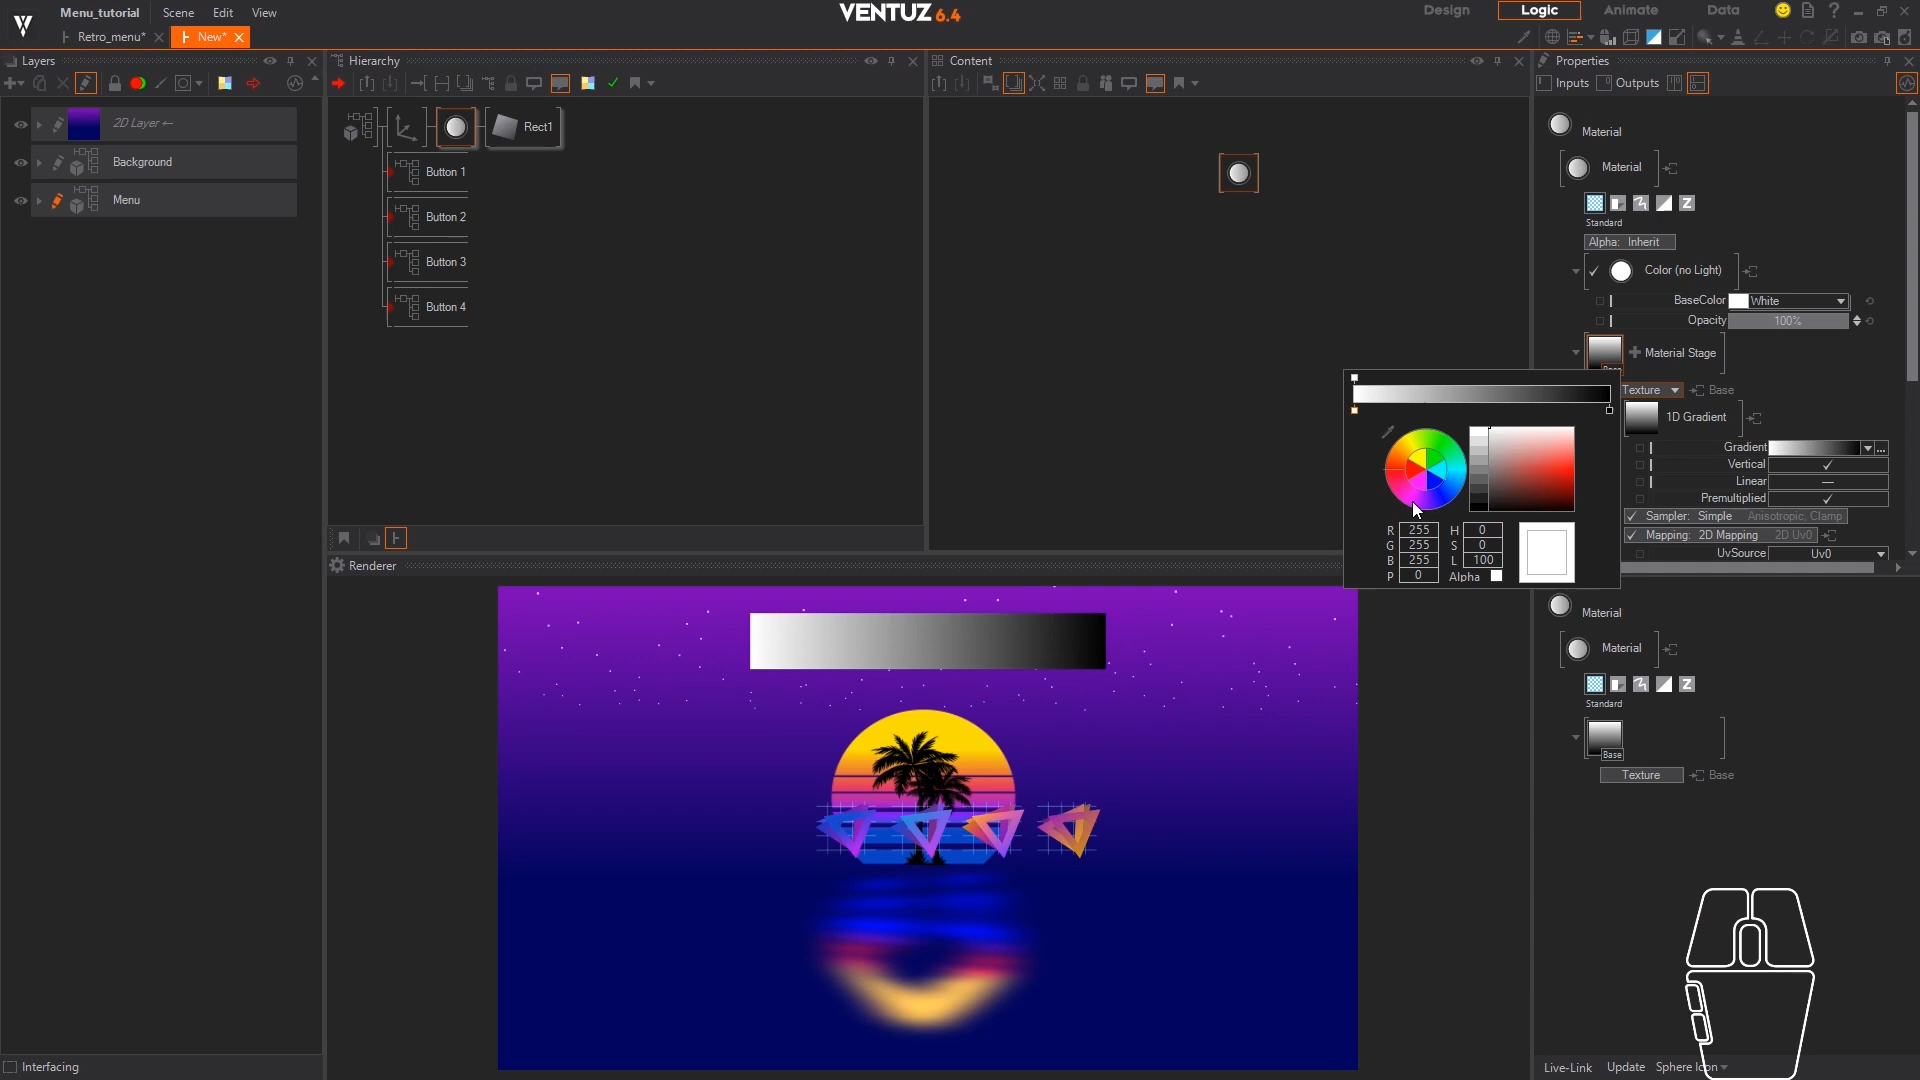 Menu_tutorial Scene Edit View
VENTUZ 6.4
Design Logic Animate Data
Retro_menu* New*
Layers
Hierarchy
Content
Properties
Inputs Outputs
2D Layer
Background
Menu
Rect1
Button 1
Button 2
Button 3
Button 4
Material
Material
Standard
Alpha: Inherit
Color (no Light)
BaseColor White
Opacity 100%
Material Stage
Texture Base
1D Gradient
Gradient ...
Vertical
Linear
Premultiplied
Sampler: Simple Anisotropic, Clamp
Mapping: 2D Mapping 2D Uv0
UvSource Uv0
R 255 H 0
G 255 S 0
B 255 L 100
P 0 Alpha
Renderer
Material
Material
Standard
Base
Texture Base
Interfacing
Live-Link Update Sphere Icon